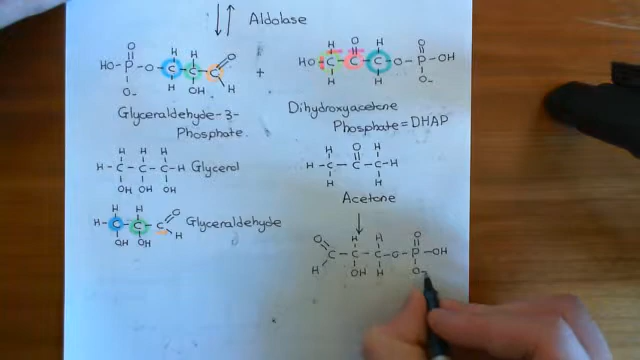 Aldolase
O O
H H O H O H O
HO-P-O-C-C-C + HO-C-C-C-O-P-OH
O- H OH H H H O-
Glyceraldehyde-3-
Phosphate.
Dihydroxyacetone
Phosphate=DHAP
H H H
H-C-C-C-H Glycerol
OH OH OH
H O H
H-C-C-C-H
H H
Acetone
H H O
H-C-C-C Glyceraldehyde
OH OH H
O H H O
C-C-C-O-P-OH
H OH H O-